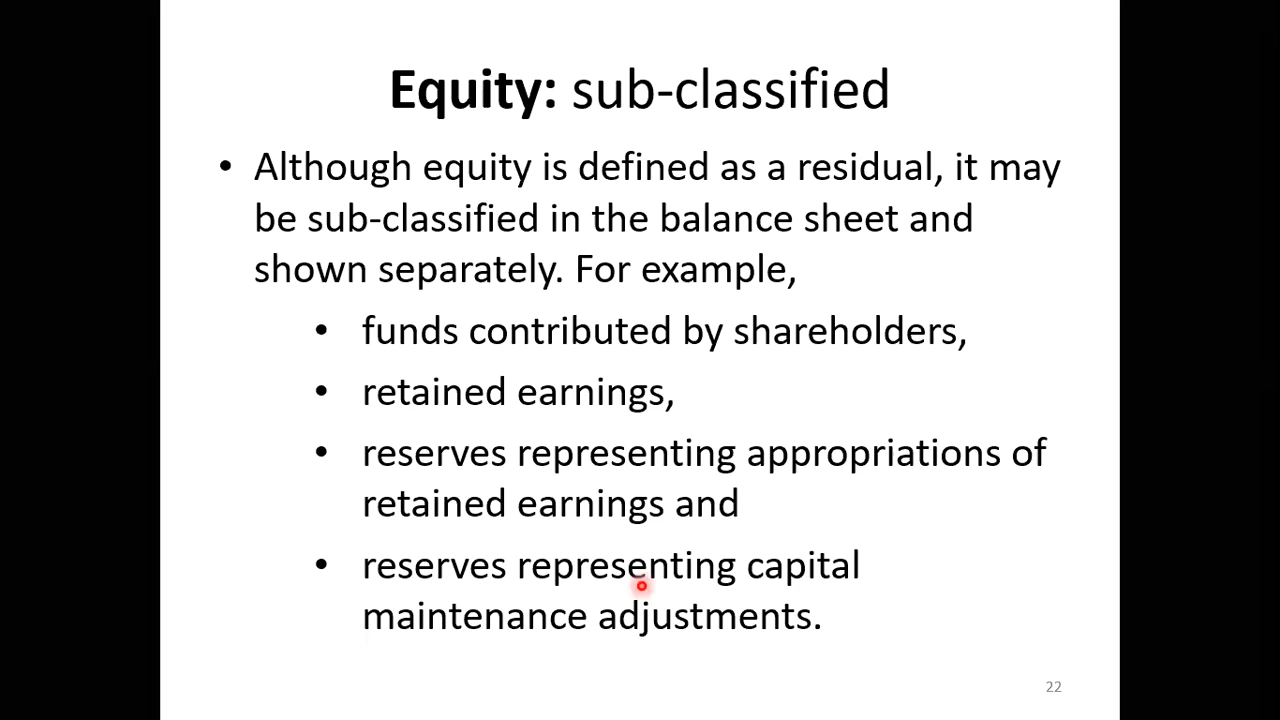 Equity: sub-classified
• Although equity is defined as a residual, it may
be sub-classified in the balance sheet and
shown separately. For example,
• funds contributed by shareholders,
• retained earnings,
• reserves representing appropriations of
retained earnings and
• reserves representing capital
maintenance adjustments.
22